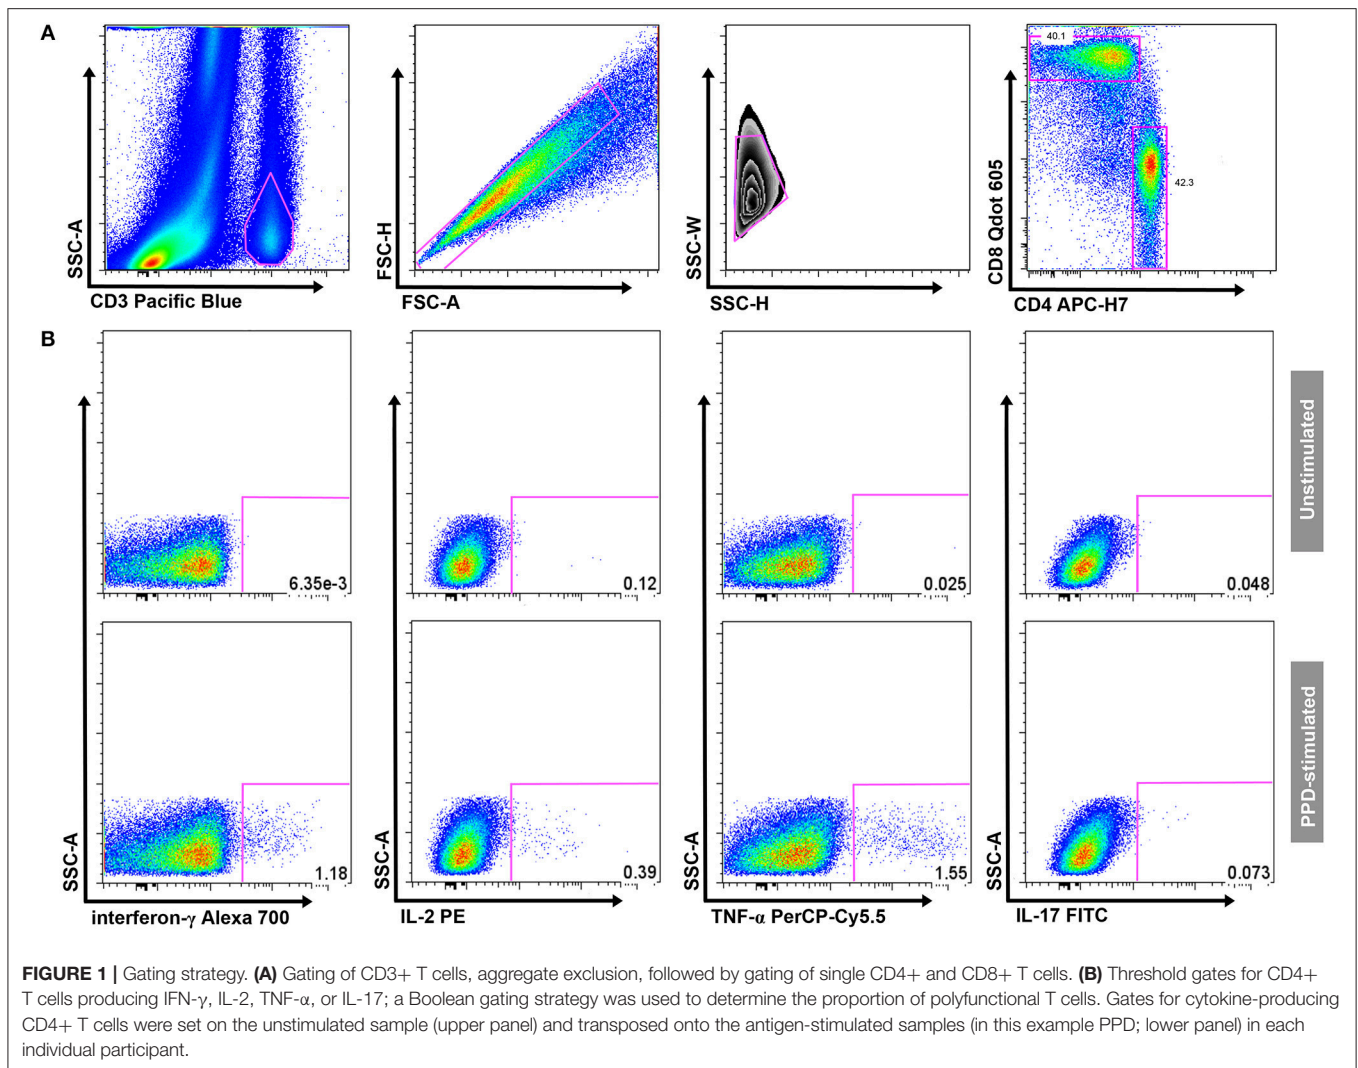 A
SSC-A
CD3 Pacific Blue
FSC-H
FSC-A
SSC-W
SSC-H
40.1
42.3
CD8 Qdot 605
CD4 APC-H7
B
6.35e-3
0.12
0.025
0.048
Unstimulated
SSC-A
1.18
interferon-γ Alexa 700
SSC-A
0.39
IL-2 PE
SSC-A
1.55
TNF-α PerCP-Cy5.5
SSC-A
0.073
IL-17 FITC
PPD-stimulated
FIGURE 1 | Gating strategy. (A) Gating of CD3+ T cells, aggregate exclusion, followed by gating of single CD4+ and CD8+ T cells. (B) Threshold gates for CD4+
T cells producing IFN-γ, IL-2, TNF-α, or IL-17; a Boolean gating strategy was used to determine the proportion of polyfunctional T cells. Gates for cytokine-producing
CD4+ T cells were set on the unstimulated sample (upper panel) and transposed onto the antigen-stimulated samples (in this example PPD; lower panel) in each
individual participant.